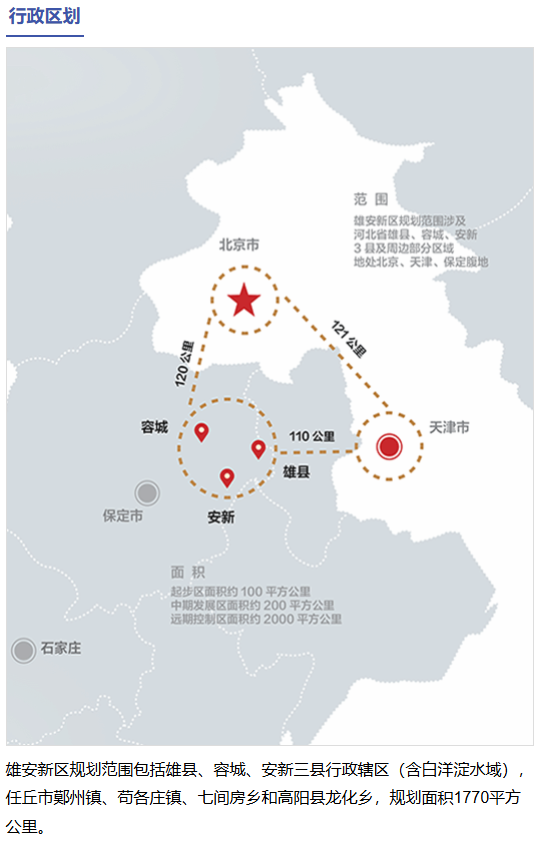 行政区划
范 围
雄安新区规划范围涉及
河北省雄县、容城、安新
3 县及周边部分区域
地处北京、天津、保定腹地
北京市
121 公里
120 公里
容城
110 公里
天津市
雄县
安新
保定市
面 积
起步区面积约 100 平方公里
中期发展区面积约 200 平方公里
远期控制区面积约 2000 平方公里
石家庄
雄安新区规划范围包括雄县、容城、安新三县行政辖区（含白洋淀水域），
任丘市鄚州镇、苟各庄镇、七间房乡和高阳县龙化乡，规划面积1770平方
公里。